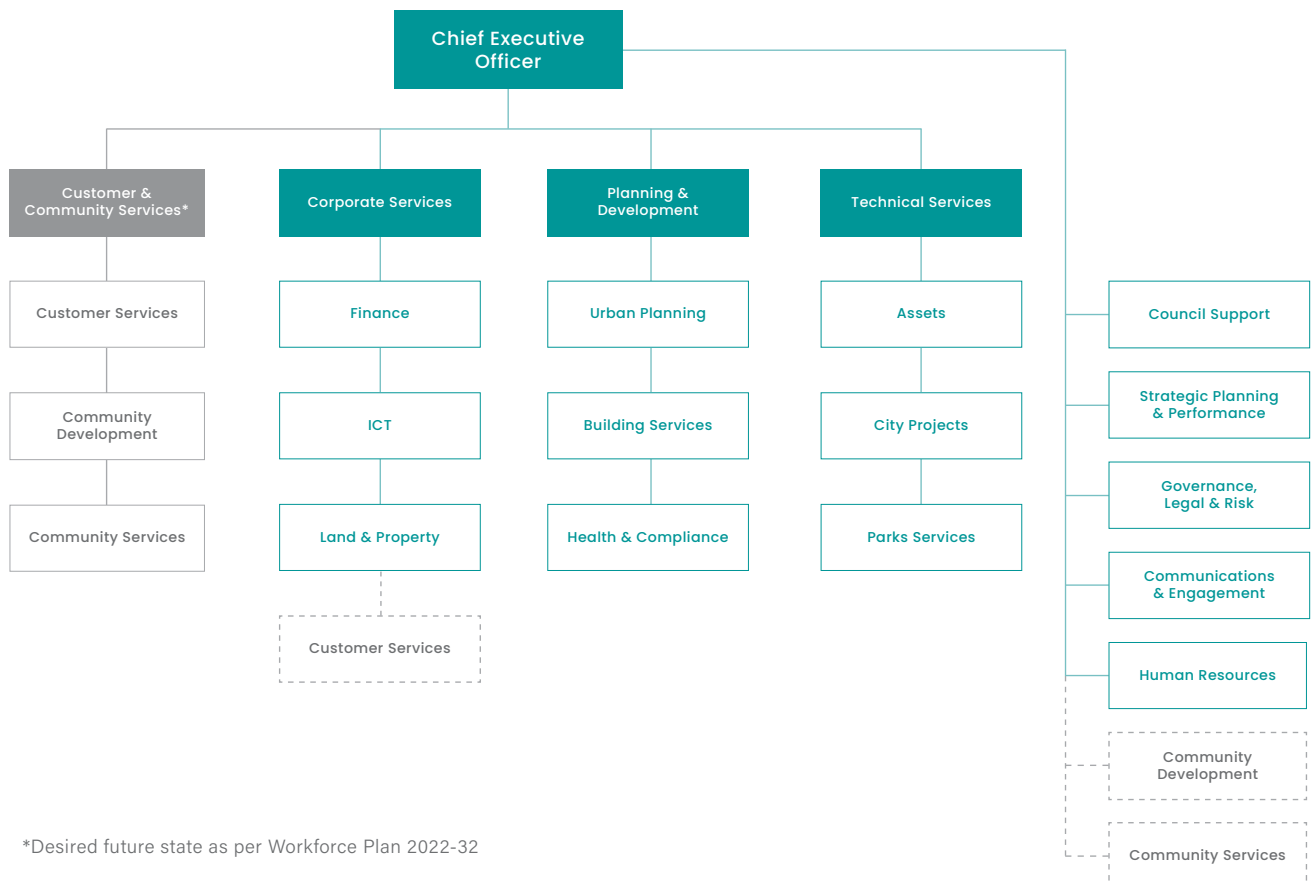 Chief Executive
Officer
Customer &
Community Services*
Corporate Services
Planning &
Development
Technical Services
Customer Services
Finance
Urban Planning
Assets
Council Support
Community
Development
ICT
Building Services
City Projects
Strategic Planning
& Performance
Community Services
Land & Property
Health & Compliance
Parks Services
Governance,
Legal & Risk
Customer Services
Communications
& Engagement
Human Resources
Community
Development
Community Services
*Desired future state as per Workforce Plan 2022-32